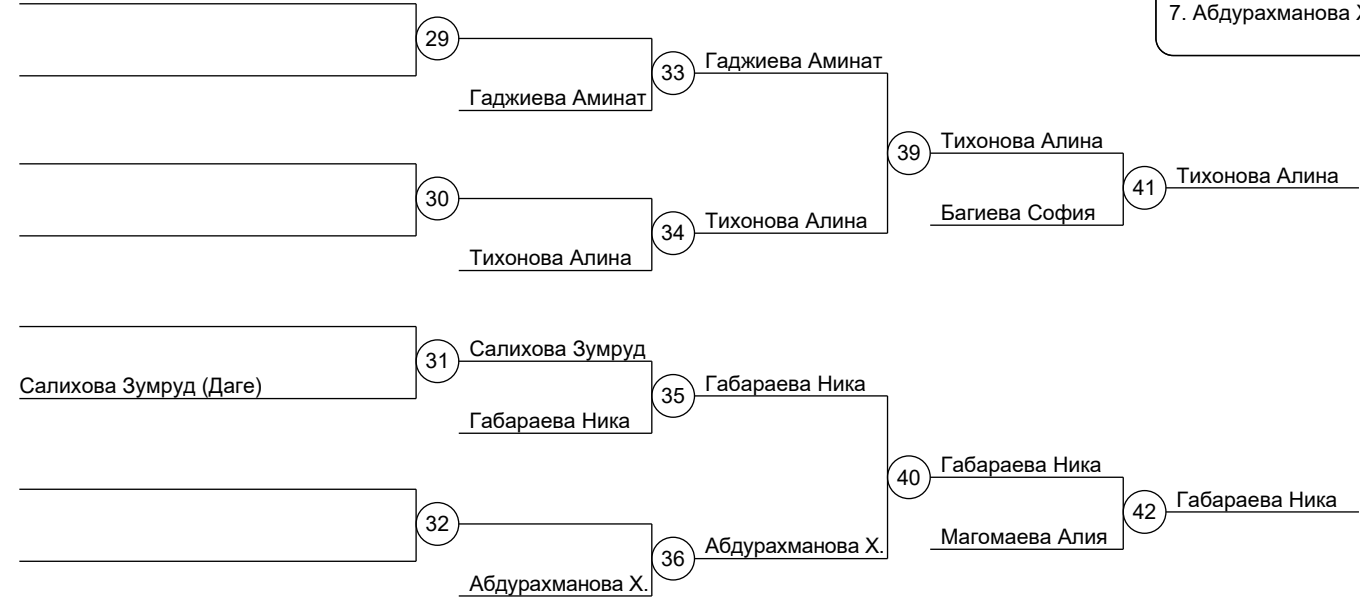 7. Абдурахманова Х
29
Гаджиева Аминат
33
Гаджиева Аминат
39
Тихонова Алина
41
Тихонова Алина
Багиева София
30
Тихонова Алина
34
Тихонова Алина
Салихова Зумруд (Даге)
31
Салихова Зумруд
Габараева Ника
35
Габараева Ника
40
Габараева Ника
42
Габараева Ника
Магомаева Алия
32
Абдурахманова Х.
36
Абдурахманова Х.